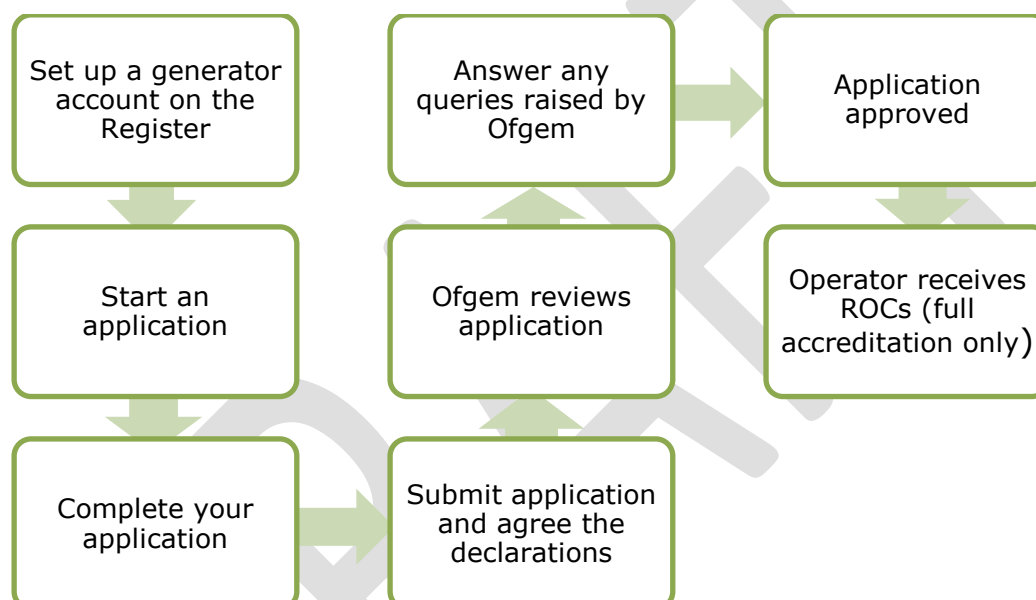 Set up a generator
account on the
Register
Start an
application
Complete your
application
Submit application
and agree the
declarations
Ofgem reviews
application
Answer any
queries raised by
Ofgem
Application
approved
Operator receives
ROCs (full
accreditation only)